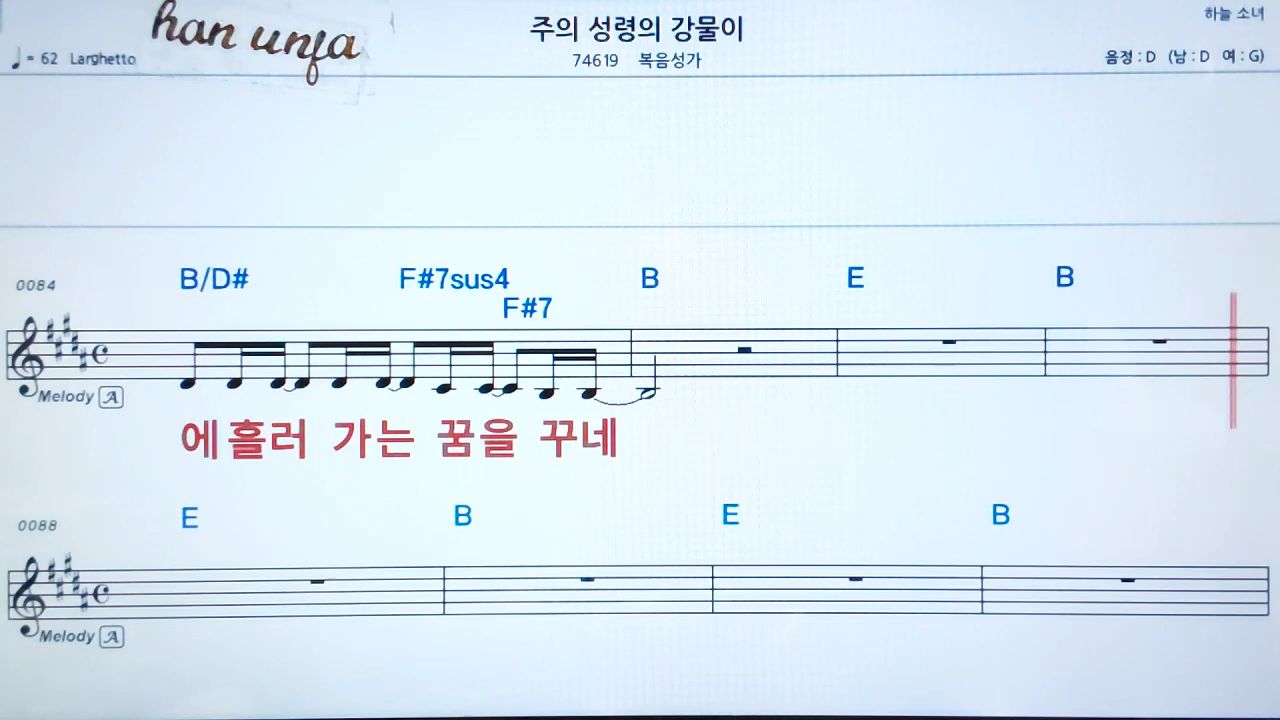 han unja
주의 성령의 강물이
하늘 소녀
♩= 62 Larghetto
74619 복음성가
음정 : D (남 : D 여 : G)
0084
B/D# F#7sus4 B E B
F#7
Melody A
에 흘러 가는 꿈을 꾸네
0088
E B E B
Melody A